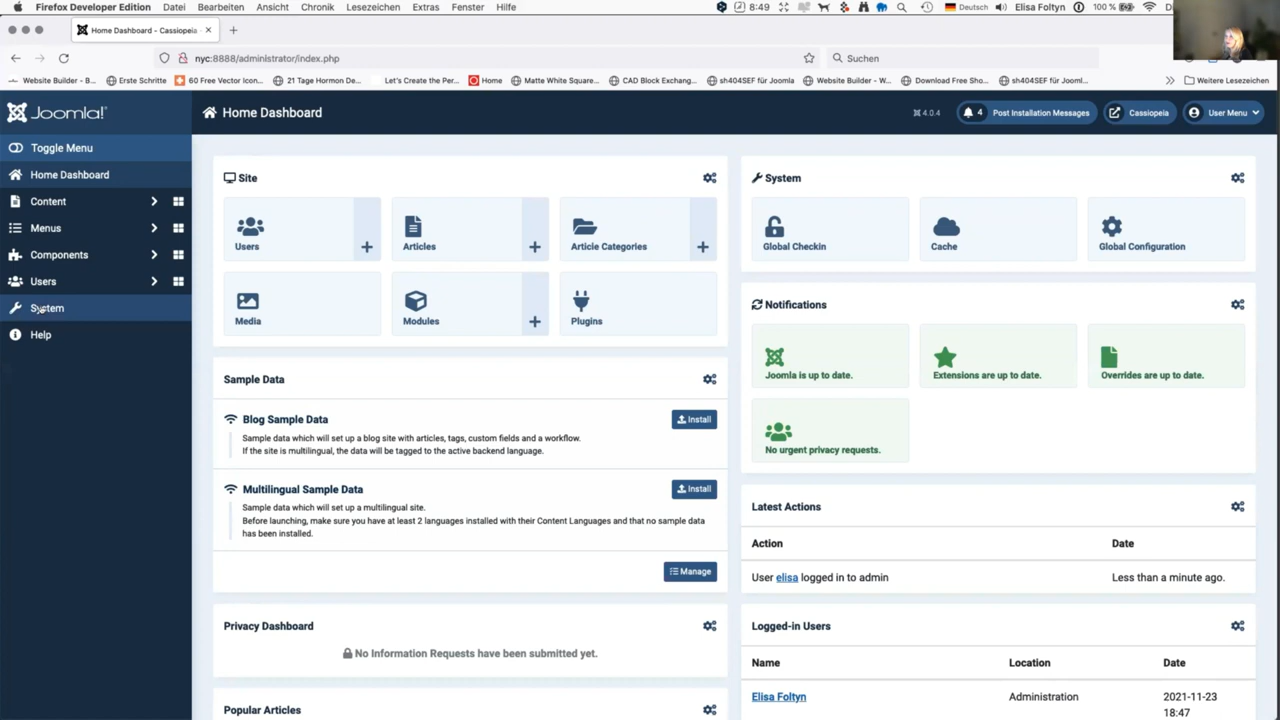 Firefox Developer Edition Datei Bearbeiten Ansicht Chronik Lesezeichen Extras Fenster Hilfe 8:49 Deutsch Elisa Foltyn 100 %
Home Dashboard - Cassiopeia
nyc:8888/administrator/index.php
Suchen
Website Builder - B... Erste Schritte 60 Free Vector Icon... 21 Tage Hormon De... Let's Create the Per... Home Matte White Square... CAD Block Exchang... sh404SEF für Joomla Website Builder - W... Download Free Sho... sh404SEF für Jooml... Weitere Lesezeichen
Joomla!
Home Dashboard
4.0.4
4 Post Installation Messages
Cassiopeia
User Menu
Toggle Menu
Home Dashboard
Content
Menus
Components
Users
System
Help
Site
Users
Articles
Article Categories
Media
Modules
Plugins
Sample Data
Blog Sample Data
Install
Sample data which will set up a blog site with articles, tags, custom fields and a workflow.
If the site is multilingual, the data will be tagged to the active backend language.
Multilingual Sample Data
Install
Sample data which will set up a multilingual site.
Before launching, make sure you have at least 2 languages installed with their Content Languages and that no sample data
has been installed.
Manage
Privacy Dashboard
No Information Requests have been submitted yet.
Popular Articles
System
Global Checkin
Cache
Global Configuration
Notifications
Joomla is up to date.
Extensions are up to date.
Overrides are up to date.
No urgent privacy requests.
Latest Actions
Action Date
User elisa logged in to admin Less than a minute ago.
Logged-in Users
Name Location Date
Elisa Foltyn Administration 2021-11-23
18:47